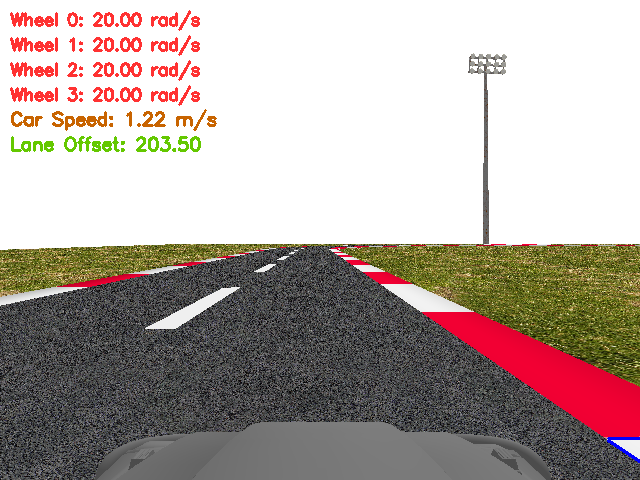 Wheel 0: 20.00 rad/s
Wheel 1: 20.00 rad/s
Wheel 2: 20.00 rad/s
Wheel 3: 20.00 rad/s
Car Speed: 1.22 m/s
Lane Offset: 203.50